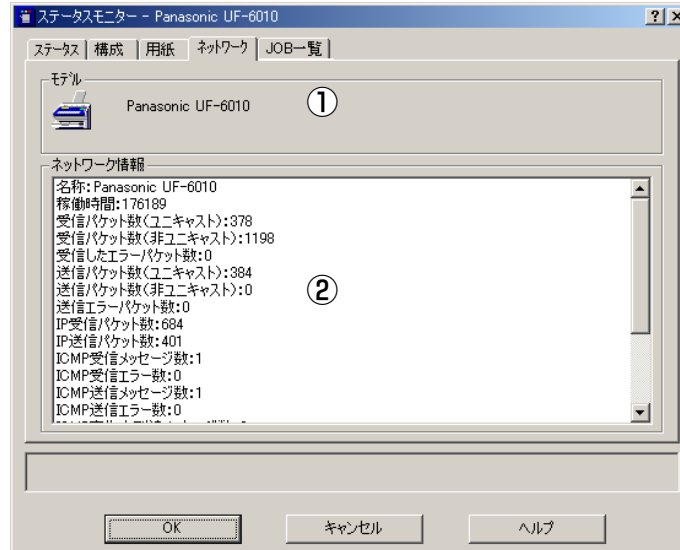 ステータスモニター - Panasonic UF-6010
ステータス 構成 用紙 ネットワーク JOB一覧
モデル
Panasonic UF-6010 ①
ネットワーク情報
名称:Panasonic UF-6010
稼働時間:176189
受信パケット数(ユニキャスト):378
受信パケット数(非ユニキャスト):1198
受信したエラーパケット数:0
送信パケット数(ユニキャスト):384
送信パケット数(非ユニキャスト):0
②
送信エラーパケット数:0
IP受信パケット数:684
IP送信パケット数:401
ICMP受信メッセージ数:1
ICMP受信エラー数:0
ICMP送信メッセージ数:1
ICMP送信エラー数:0
OK キャンセル ヘルプ